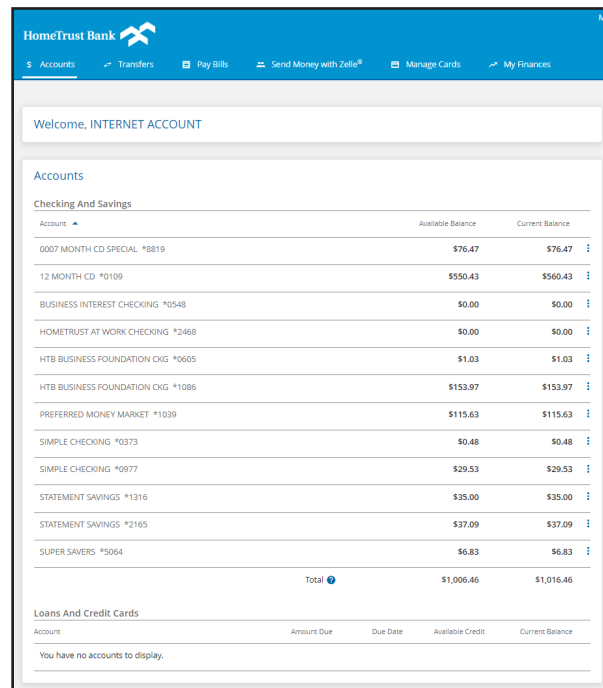 M
HomeTrust Bank
$ Accounts Transfers Pay Bills Send Money with Zelle® Manage Cards My Finances
Welcome, INTERNET ACCOUNT
Accounts
Checking And Savings
Account Available Balance Current Balance
0007 MONTH CD SPECIAL *8819 $76.47 $76.47
12 MONTH CD *0109 $550.43 $560.43
BUSINESS INTEREST CHECKING *0548 $0.00 $0.00
HOMETRUST AT WORK CHECKING *2468 $0.00 $0.00
HTB BUSINESS FOUNDATION CKG *0605 $1.03 $1.03
HTB BUSINESS FOUNDATION CKG *1086 $153.97 $153.97
PREFERRED MONEY MARKET *1039 $115.63 $115.63
SIMPLE CHECKING *0373 $0.48 $0.48
SIMPLE CHECKING *0977 $29.53 $29.53
STATEMENT SAVINGS *1316 $35.00 $35.00
STATEMENT SAVINGS *2165 $37.09 $37.09
SUPER SAVERS *5064 $6.83 $6.83
Total ? $1,006.46 $1,016.46
Loans And Credit Cards
Account Amount Due Due Date Available Credit Current Balance
You have no accounts to display.